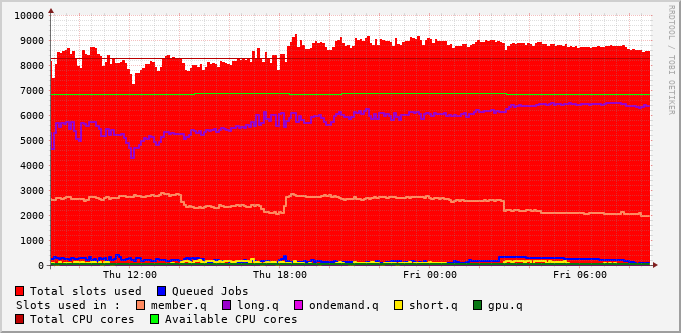 10000
9000
8000
7000
6000
5000
4000
3000
2000
1000
0
Thu 12:00 Thu 18:00 Fri 00:00 Fri 06:00
RRDTOOL / TOBI OETIKER
Total slots used Queued Jobs
Slots used in : member.q long.q ondemand.q short.q gpu.q
Total CPU cores Available CPU cores